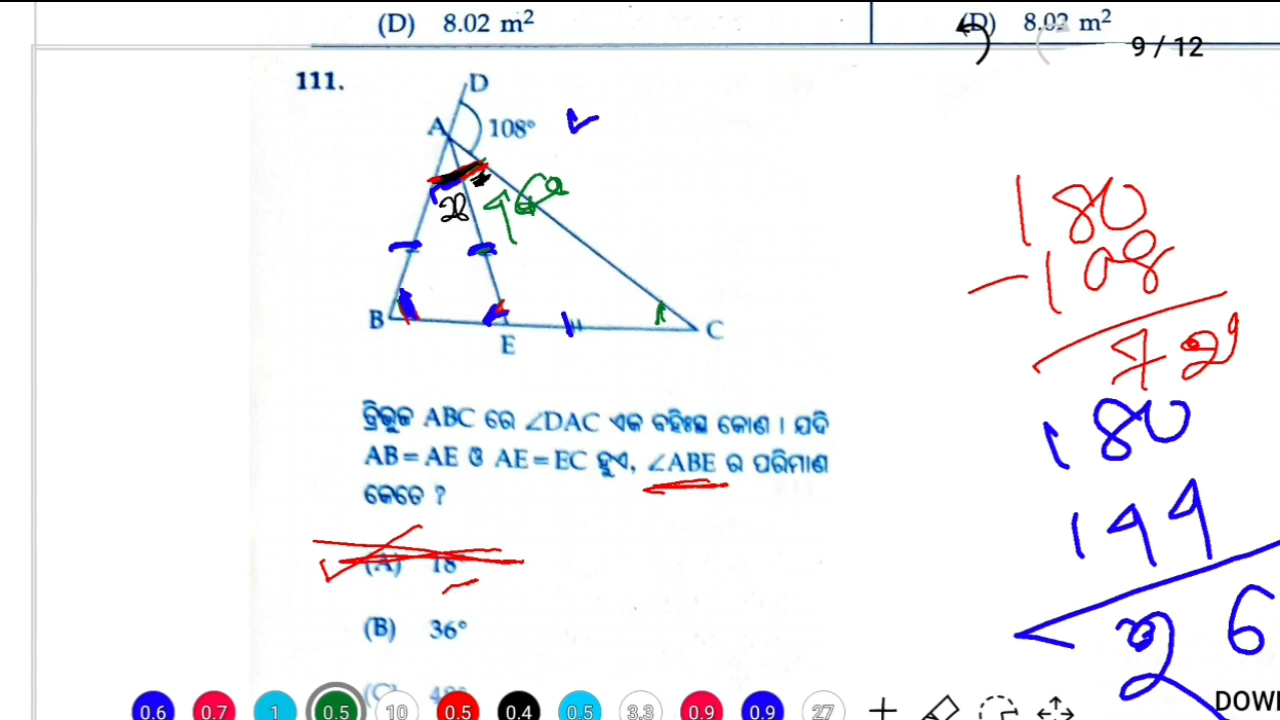 (D) 8.02 m²
(D) 8.02 m²
9 / 12
111.
D
A
108°
28
B
E
C
180
-108
72
180
144
36
ତ୍ରିଭୁଜ ABC ରେ ∠DAC ଏକ ବହିଃସ୍ଥ କୋଣ । ଯଦି
AB = AE ଓ AE = EC ହୁଏ, ∠ABE ର ପରିମାଣ
କେତେ ?
(A) 18°
(B) 36°
(C) 48°
0.6 0.7 1 0.5 10 0.5 0.4 0.5 3.3 0.9 0.9 27